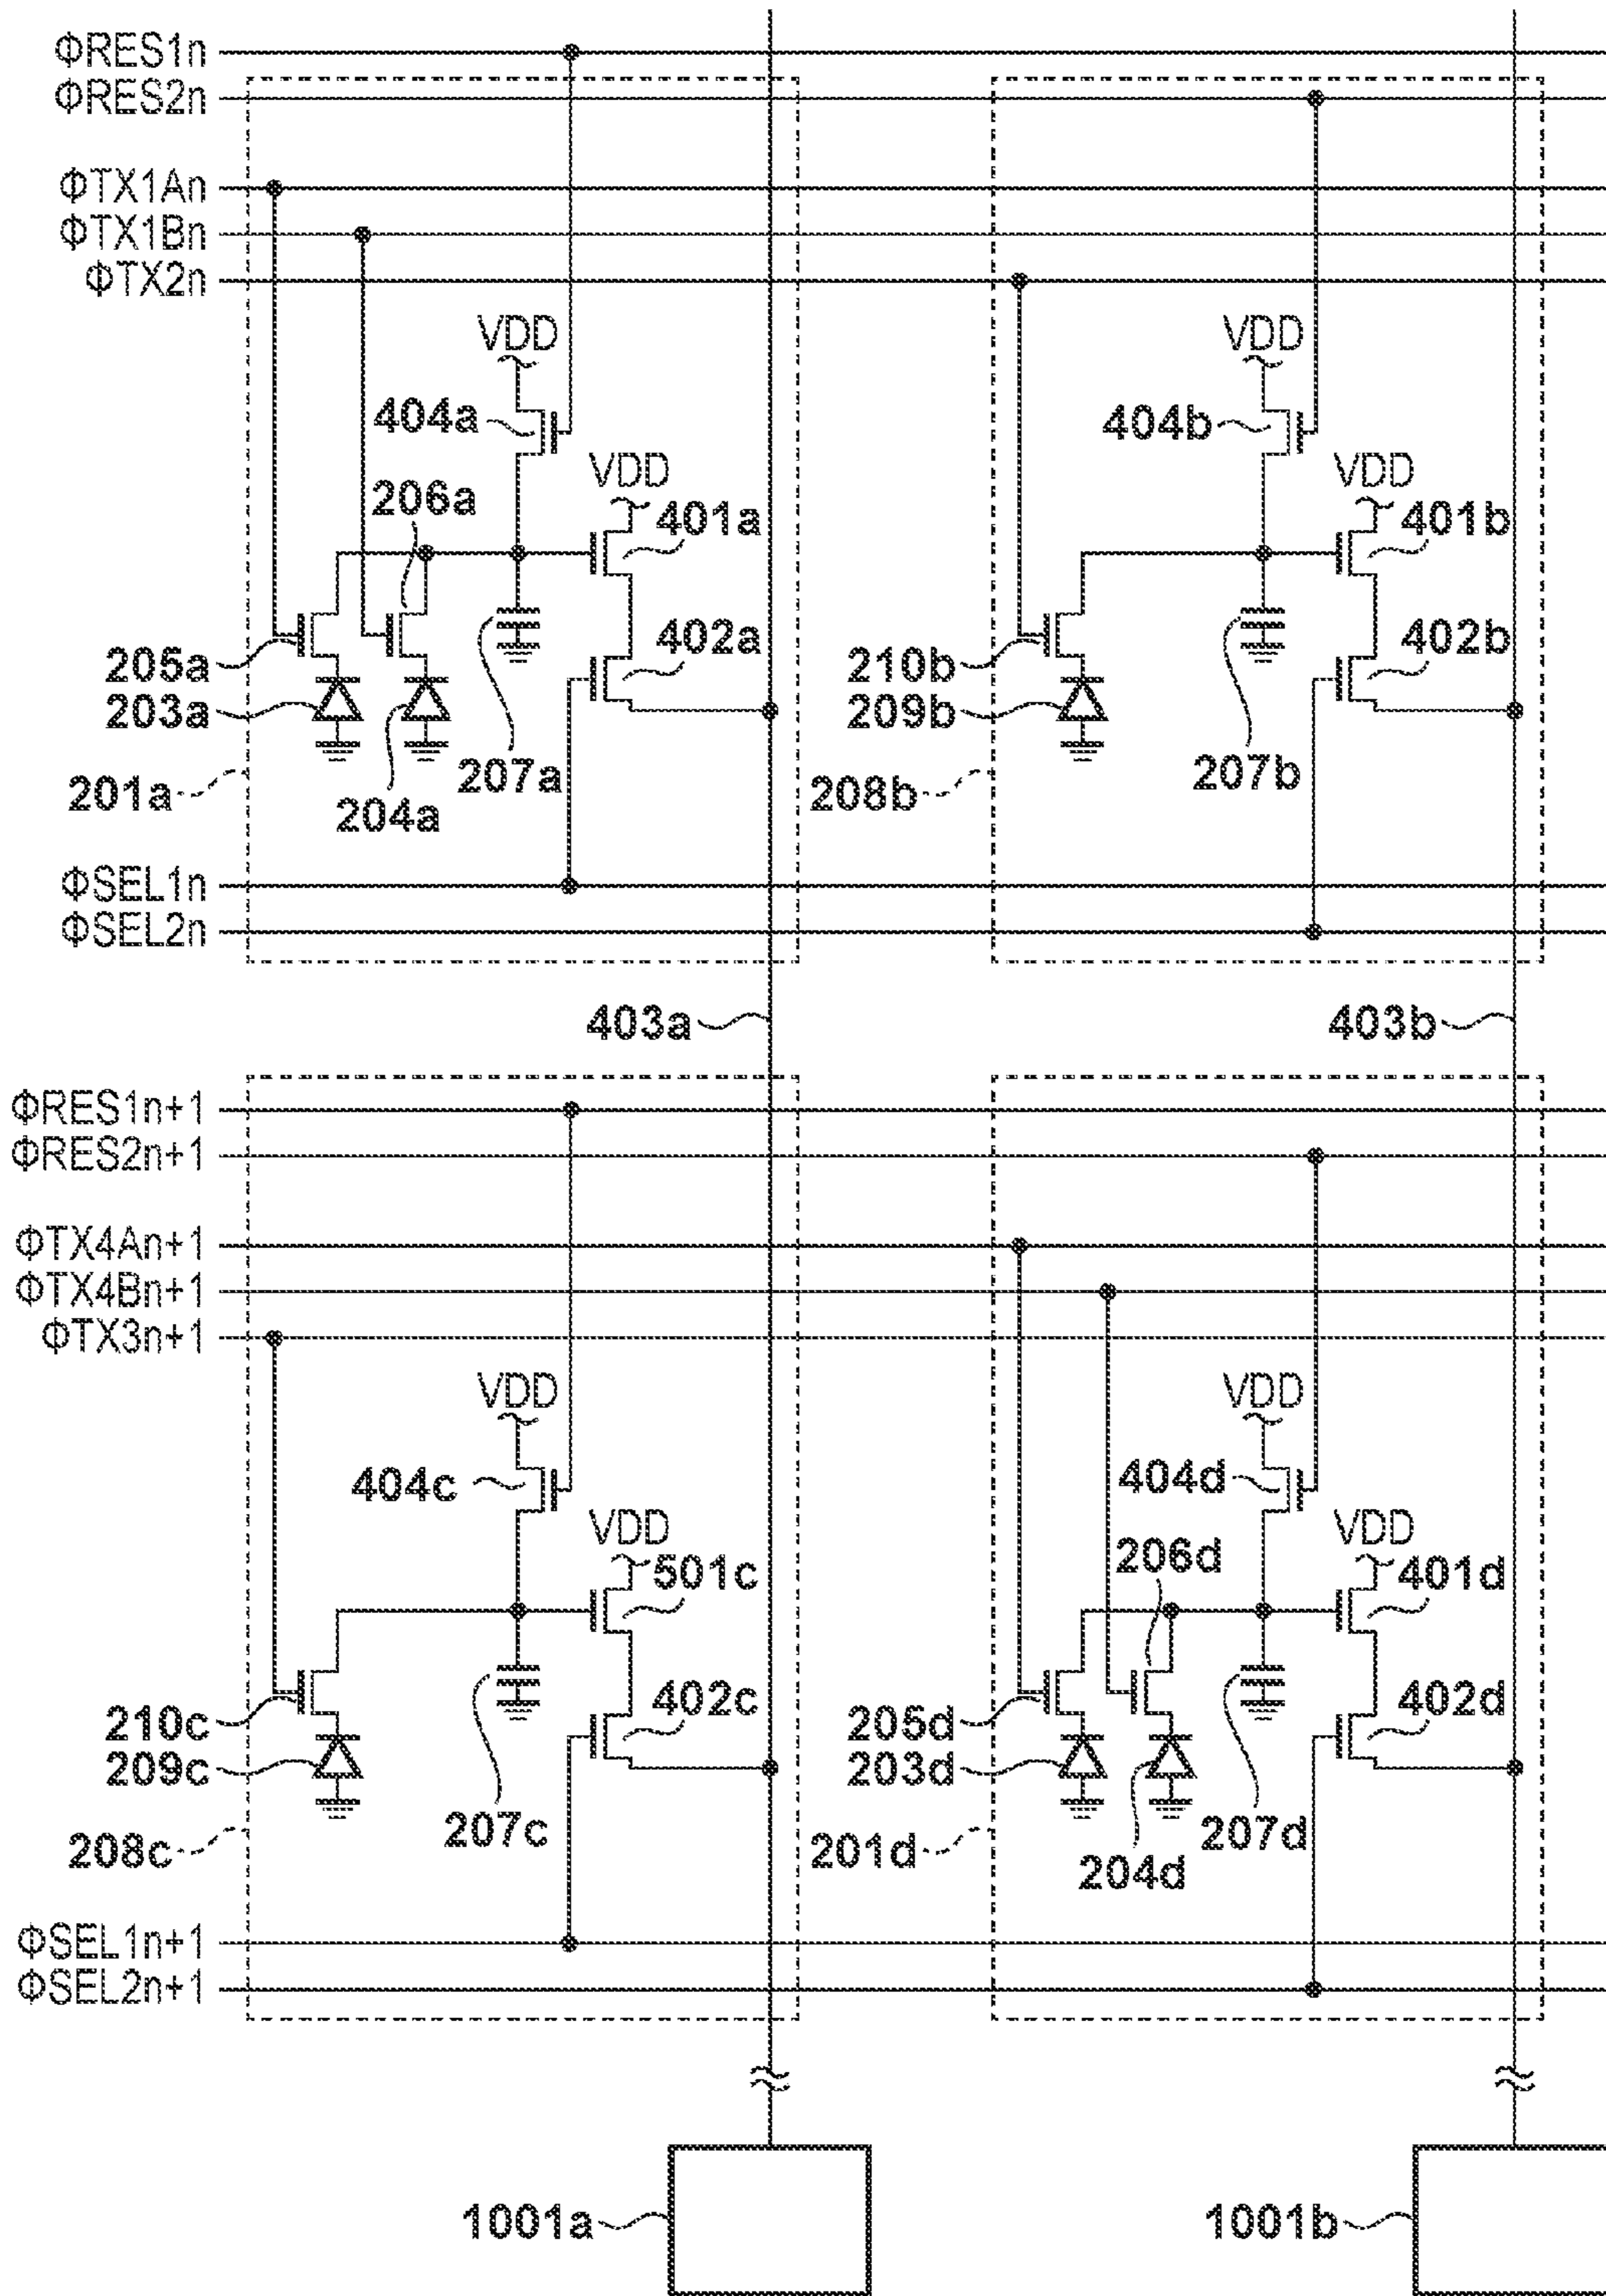 ΦRES1n
ΦRES2n
ΦTX1An
ΦTX1Bn
ΦTX2n
VDD
VDD
404a
404b
VDD
VDD
206a
401a
401b
205a
402a
210b
402b
203a
209b
207a
207b
201a
204a
208b
ΦSEL1n
ΦSEL2n
403a
403b
ΦRES1n+1
ΦRES2n+1
ΦTX4An+1
ΦTX4Bn+1
ΦTX3n+1
VDD
VDD
404c
404d
VDD
VDD
206d
501c
401d
210c
402c
205d
402d
209c
203d
207c
207d
208c
201d
204d
ΦSEL1n+1
ΦSEL2n+1
1001a
1001b